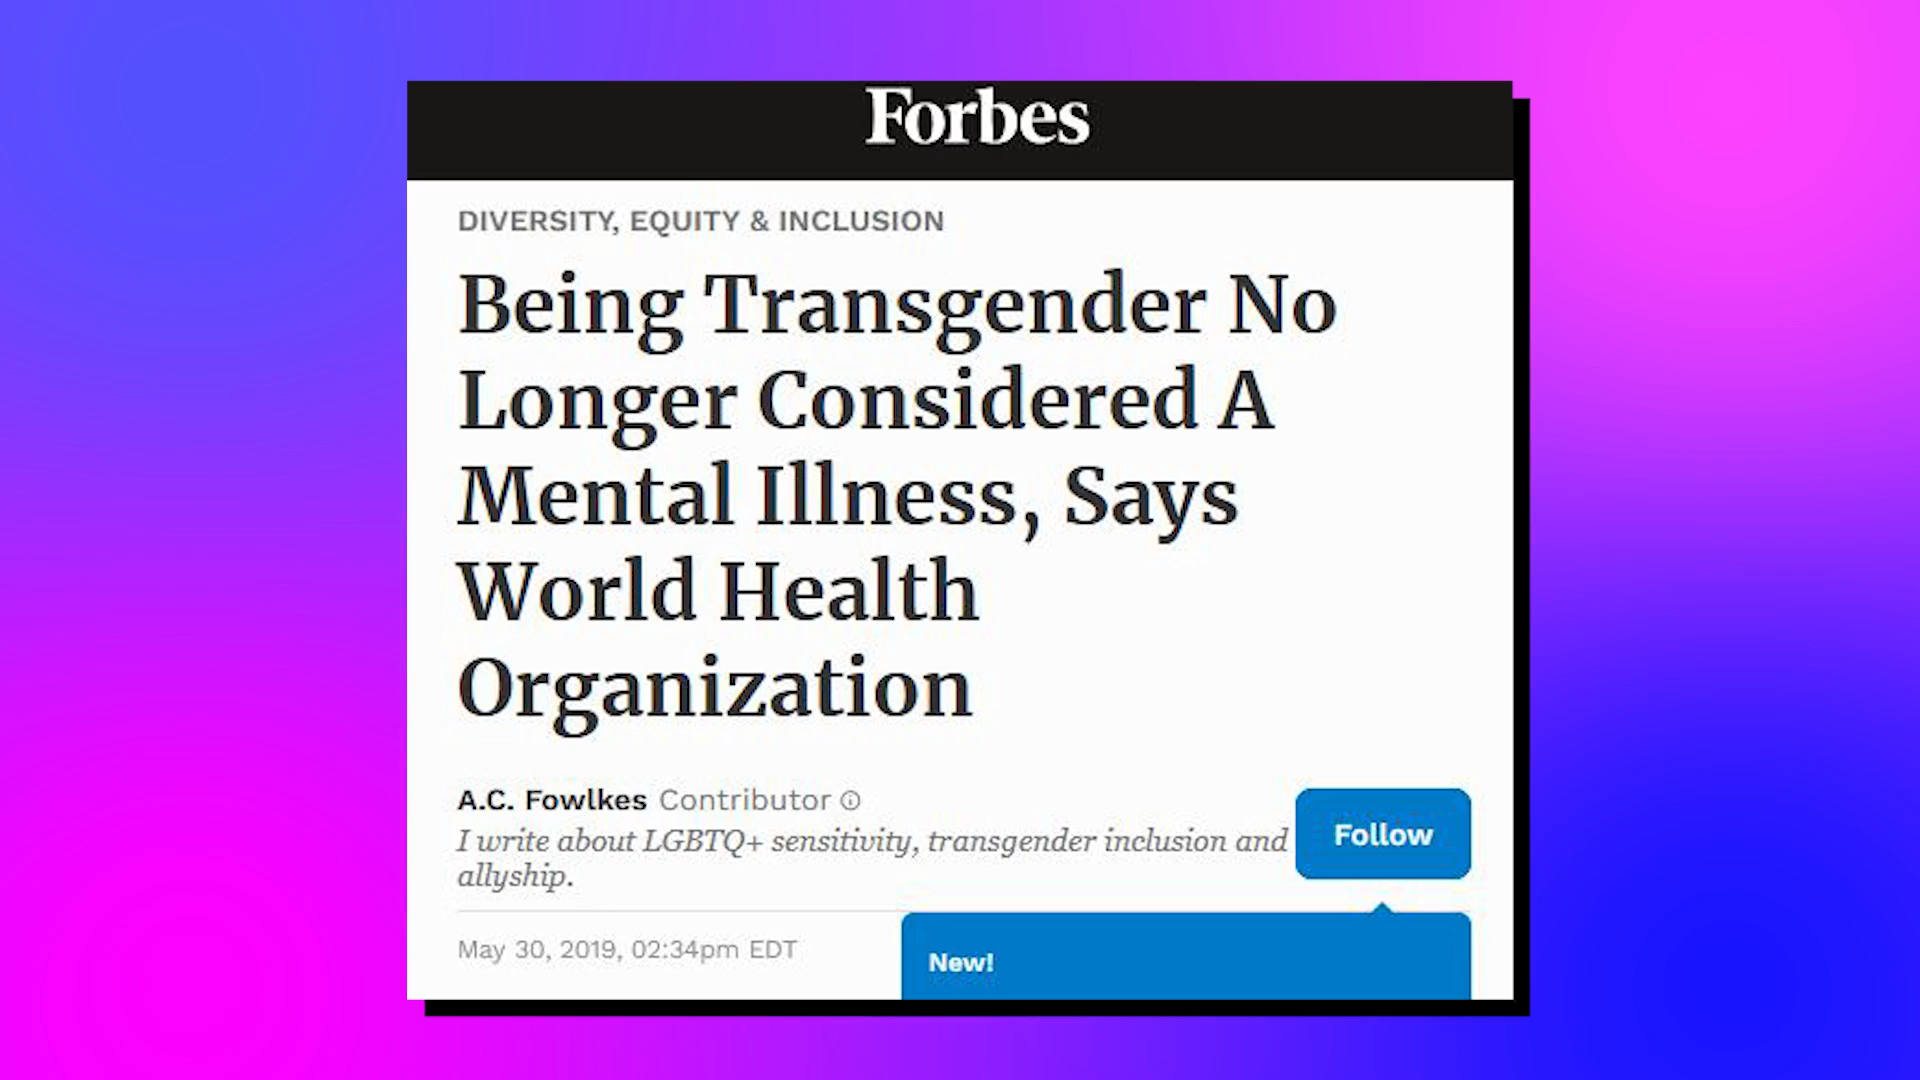 Forbes
DIVERSITY, EQUITY & INCLUSION
Being Transgender No
Longer Considered A
Mental Illness, Says
World Health
Organization
A.C. Fowlkes Contributor
I write about LGBTQ+ sensitivity, transgender inclusion and
allyship.
Follow
May 30, 2019, 02:34pm EDT
New!